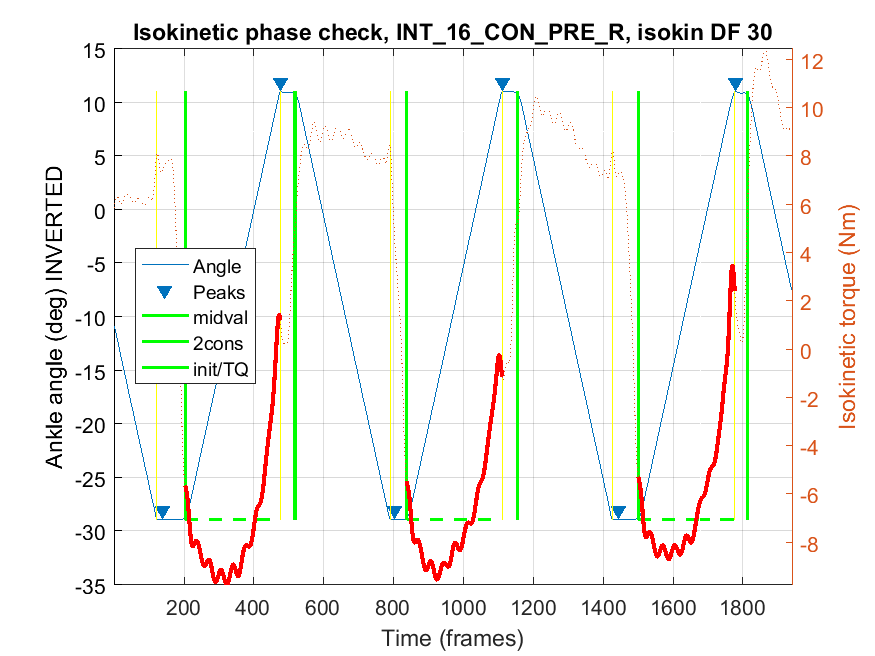 Isokinetic phase check, INT_16_CON_PRE_R, isokin DF 30
Ankle angle (deg) INVERTED
15
10
5
0
-5
-10
-15
-20
-25
-30
-35
Angle
Peaks
midval
2cons
init/TQ
12
10
8
6
4
2
0
-2
-4
-6
-8
Isokinetic torque (Nm)
200 400 600 800 1000 1200 1400 1600 1800
Time (frames)